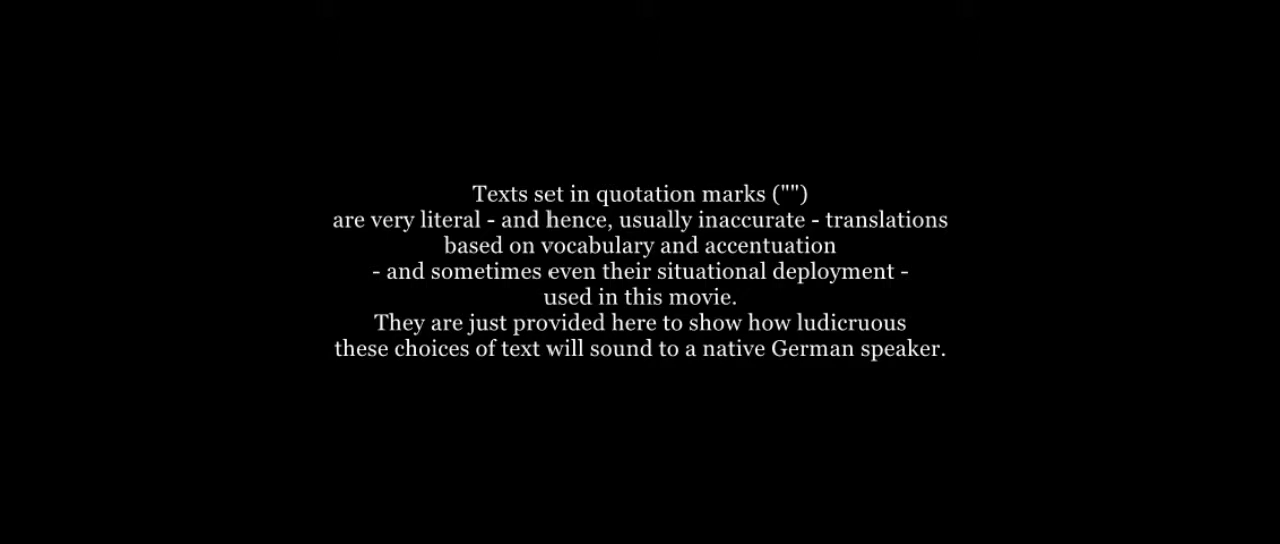 Texts set in quotation marks ("")
are very literal - and hence, usually inaccurate - translations
based on vocabulary and accentuation
- and sometimes even their situational deployment -
used in this movie.
They are just provided here to show how ludicruous
these choices of text will sound to a native German speaker.